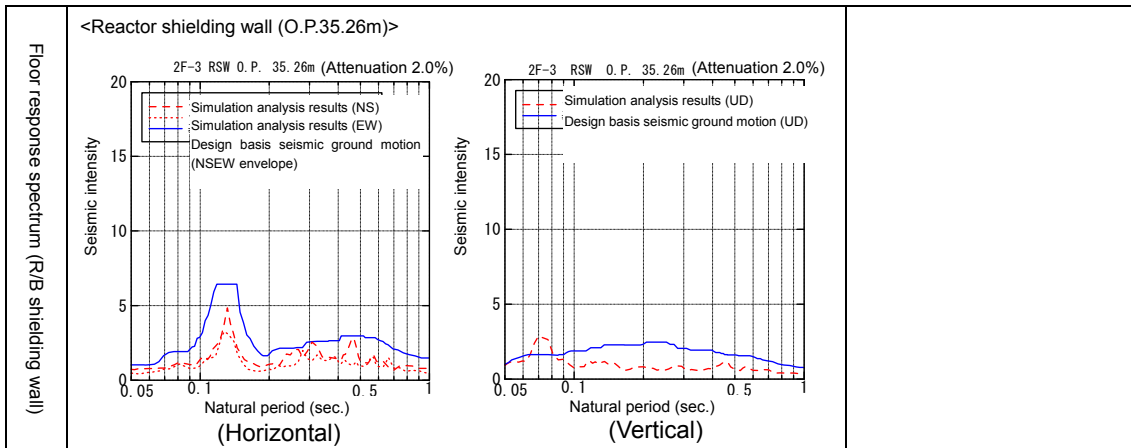 Floor response spectrum (R/B shielding wall)
<Reactor shielding wall (O.P.35.26m)>
2F-3 RSW O.P. 35.26m (Attenuation 2.0%)
20
15
10
5
0
Seismic intensity
Simulation analysis results (NS)
Simulation analysis results (EW)
Design basis seismic ground motion
(NSEW envelope)
0.05 0.1 0.5 1
Natural period (sec.)
(Horizontal)
2F-3 RSW O.P. 35.26m (Attenuation 2.0%)
20
15
10
5
0
Seismic intensity
Simulation analysis results (UD)
Design basis seismic ground motion (UD)
0.05 0.1 0.5 1
Natural period (sec.)
(Vertical)